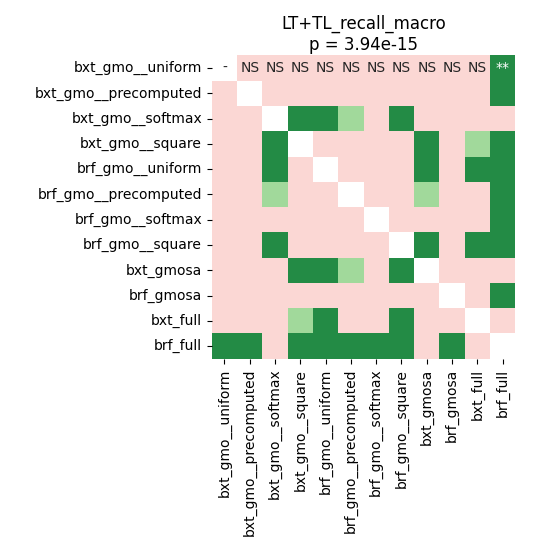 LT+TL_recall_macro
p = 3.94e-15
bxt_gmo__uniform - NS NS NS NS NS NS NS NS NS NS **
bxt_gmo__precomputed
bxt_gmo__softmax
bxt_gmo__square
brf_gmo__uniform
brf_gmo__precomputed
brf_gmo__softmax
brf_gmo__square
bxt_gmosa
brf_gmosa
bxt_full
brf_full
bxt_gmo__uniform
bxt_gmo__precomputed
bxt_gmo__softmax
bxt_gmo__square
brf_gmo__uniform
brf_gmo__precomputed
brf_gmo__softmax
brf_gmo__square
bxt_gmosa
brf_gmosa
bxt_full
brf_full